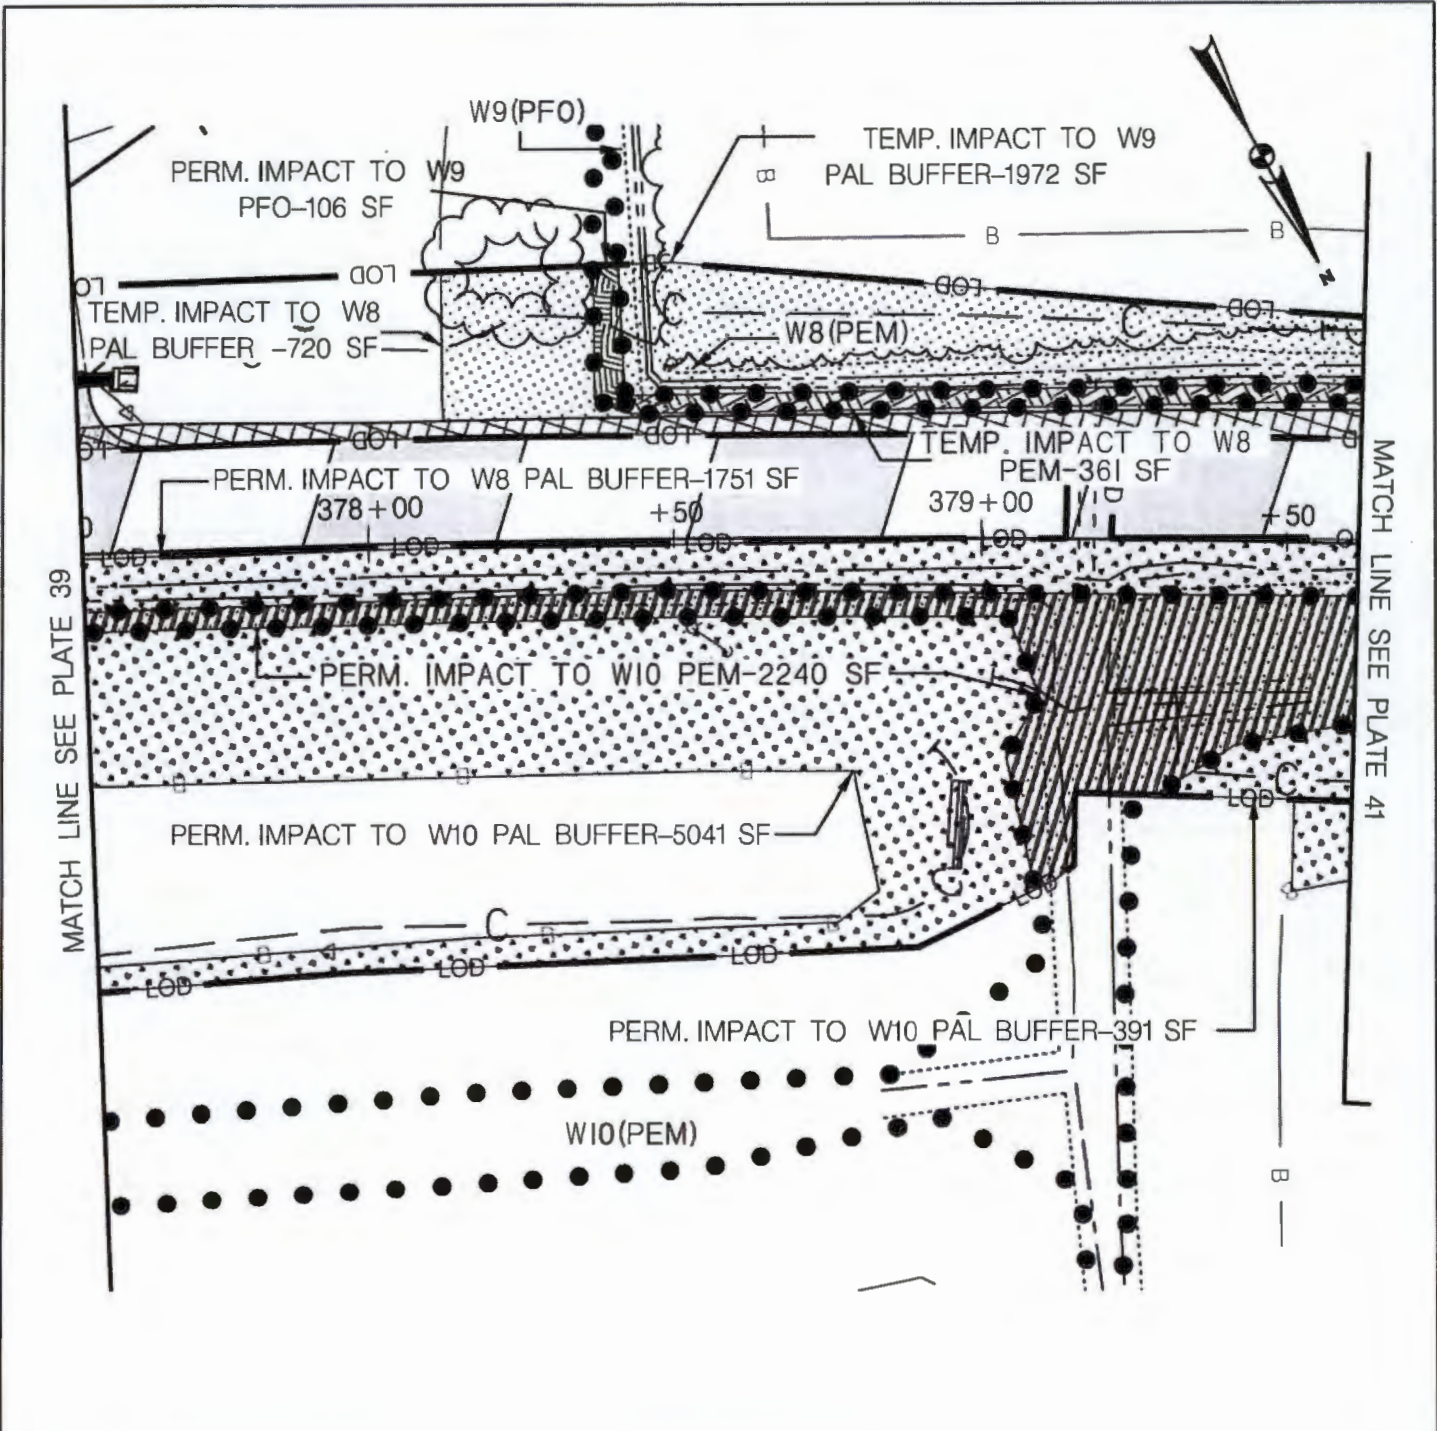 W9(PFO)
PERM. IMPACT TO W9
PFO-106 SF
TEMP. IMPACT TO W9
PAL BUFFER-1972 SF
B
B
B
B
N
LOD
LOD
LOD
LOD
TEMP. IMPACT TO W8
PAL BUFFER -720 SF
C
C
W8(PEM)
LOD
LOD
TEMP. IMPACT TO W8
PEM-361 SF
PERM. IMPACT TO W8 PAL BUFFER-1751 SF
378+00
+50
379+00
+50
LOD
LOD
LOD
LOD
MATCH LINE SEE PLATE 39
MATCH LINE SEE PLATE 41
PERM. IMPACT TO W10 PEM-2240 SF
C
LOD
PERM. IMPACT TO W10 PAL BUFFER-5041 SF
C
C
LOD
LOD
LOD
LOD
PERM. IMPACT TO W10 PAL BUFFER-391 SF
W10(PEM)
B